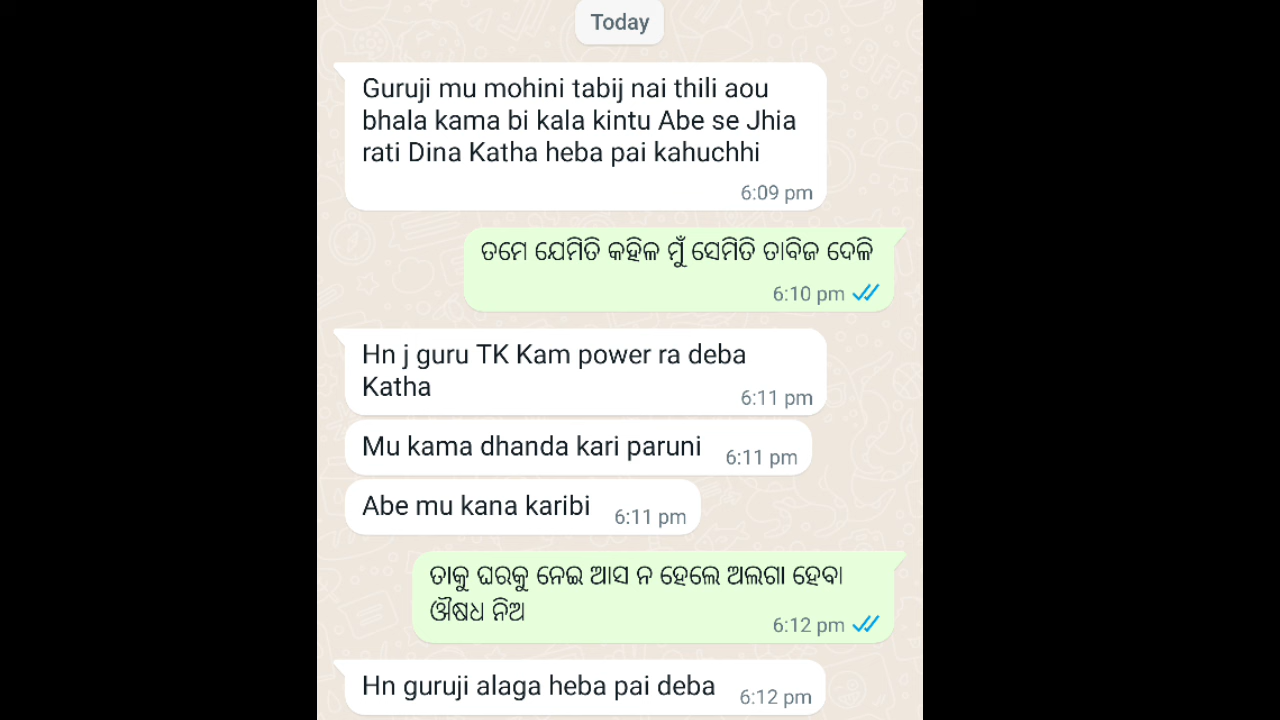 Today
Guruji mu mohini tabij nai thili aou
bhala kama bi kala kintu Abe se Jhia
rati Dina Katha heba pai kahuchhi
6:09 pm
ତମେ ଯେମିତି କହିଳ ମୁଁ ସେମିତି ତାବିଜ ଦେଳି
6:10 pm
Hn j guru TK Kam power ra deba
Katha
6:11 pm
Mu kama dhanda kari paruni
6:11 pm
Abe mu kana karibi
6:11 pm
ତାକୁ ଘରକୁ ନେଇ ଆସ ନ ହେଲେ ଅଲଗା ହେବା
ଔଷଧ ନିଅ
6:12 pm
Hn guruji alaga heba pai deba
6:12 pm